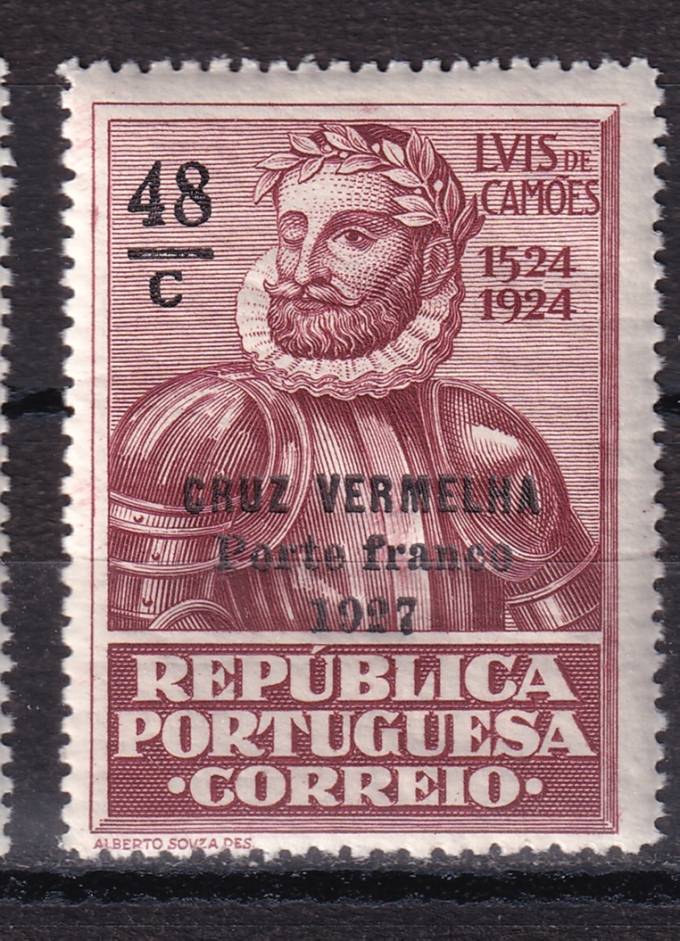 48
C
LVIS DE
CAMÕES
1524
1924
CRUZ VERMELHA
Porte franco
1927
REPÚBLICA
PORTUGUESA
·CORREIO·
ALBERTO SOUZA DES.